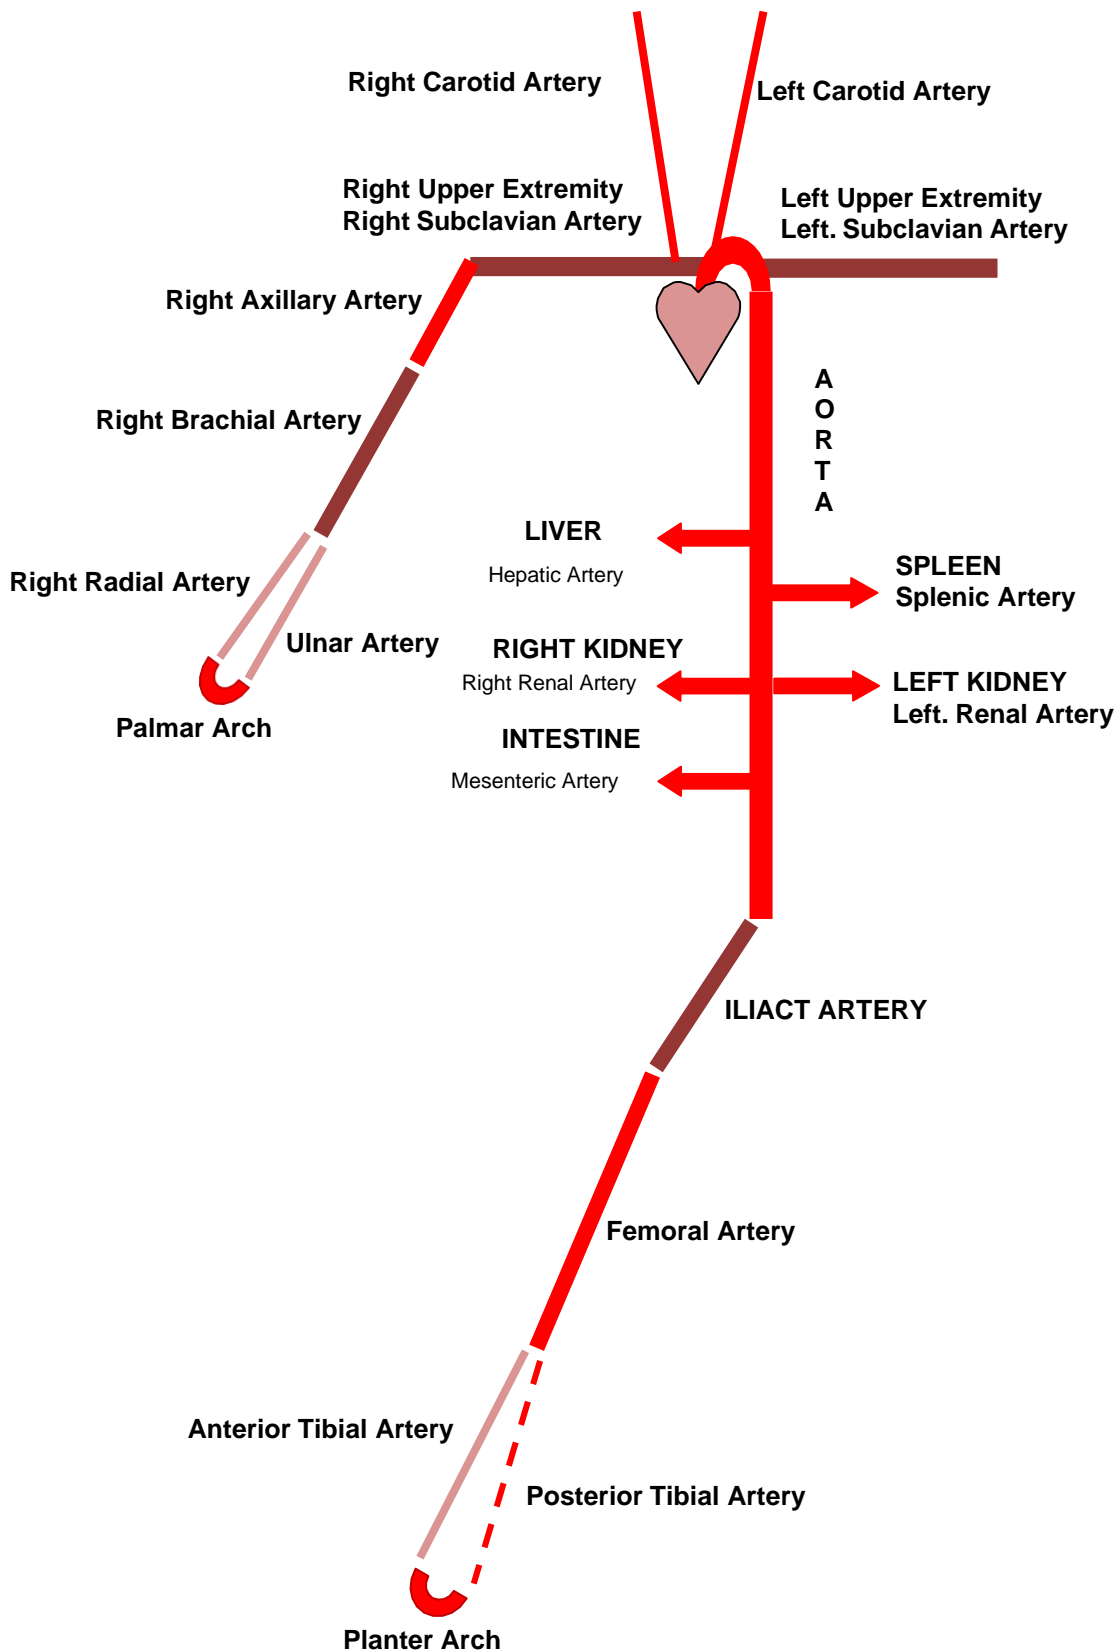 Right Carotid Artery
Left Carotid Artery
Right Upper Extremity
Right Subclavian Artery
Left Upper Extremity
Left. Subclavian Artery
Right Axillary Artery
A
O
R
T
A
Right Brachial Artery
LIVER
Hepatic Artery
SPLEEN
Splenic Artery
Right Radial Artery
Ulnar Artery
RIGHT KIDNEY
Right Renal Artery
LEFT KIDNEY
Left. Renal Artery
Palmar Arch
INTESTINE
Mesenteric Artery
ILIACT ARTERY
Femoral Artery
Anterior Tibial Artery
Posterior Tibial Artery
Planter Arch